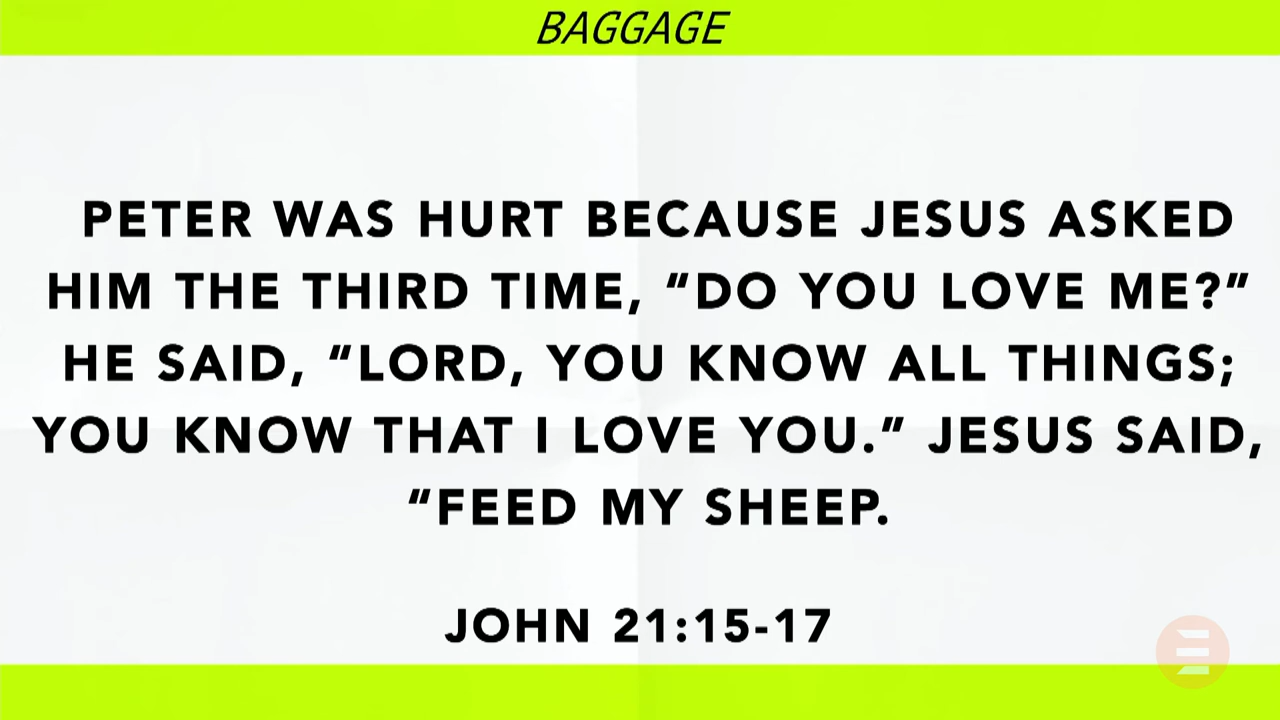 BAGGAGE
PETER WAS HURT BECAUSE JESUS ASKED
HIM THE THIRD TIME, “DO YOU LOVE ME?”
HE SAID, “LORD, YOU KNOW ALL THINGS;
YOU KNOW THAT I LOVE YOU.” JESUS SAID,
“FEED MY SHEEP.
JOHN 21:15-17